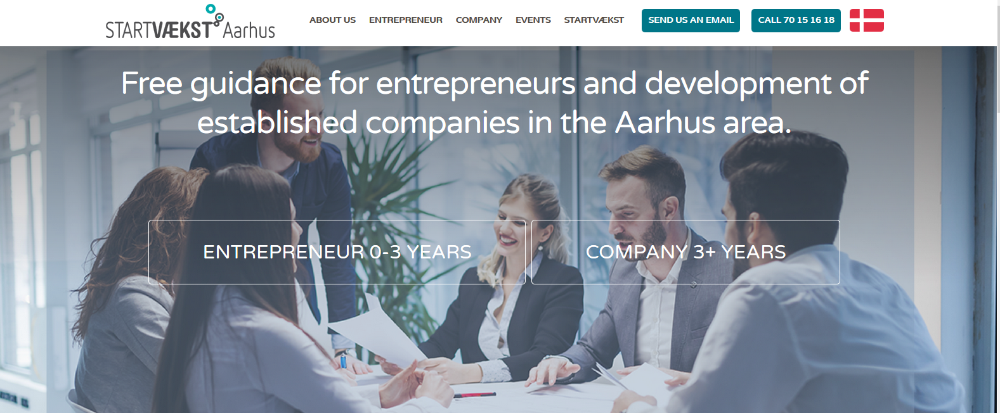 STARTVÆKST Aarhus
ABOUT US ENTREPRENEUR COMPANY EVENTS STARTVÆKST SEND US AN EMAIL CALL 70 15 16 18
Free guidance for entrepreneurs and development of
established companies in the Aarhus area.
ENTREPRENEUR 0-3 YEARS COMPANY 3+ YEARS